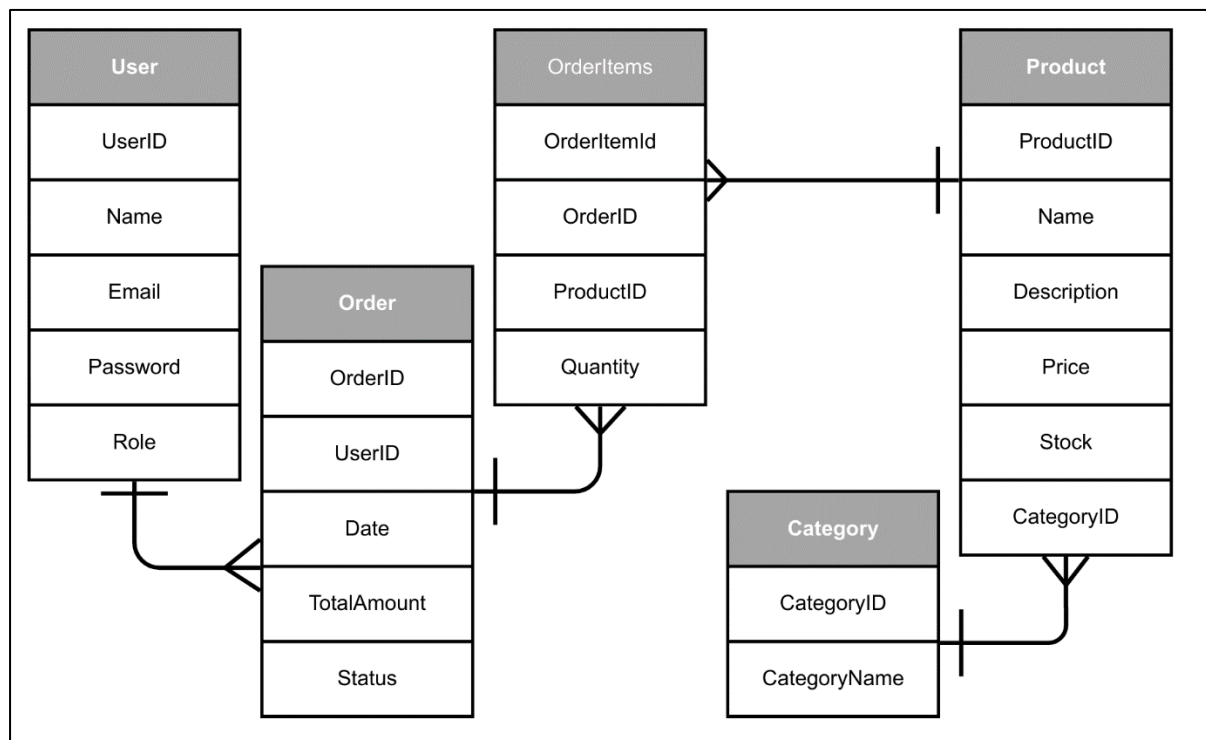 User
UserID
Name
Email
Password
Role
Order
OrderID
UserID
Date
TotalAmount
Status
OrderItems
OrderItemId
OrderID
ProductID
Quantity
Category
CategoryID
CategoryName
Product
ProductID
Name
Description
Price
Stock
CategoryID